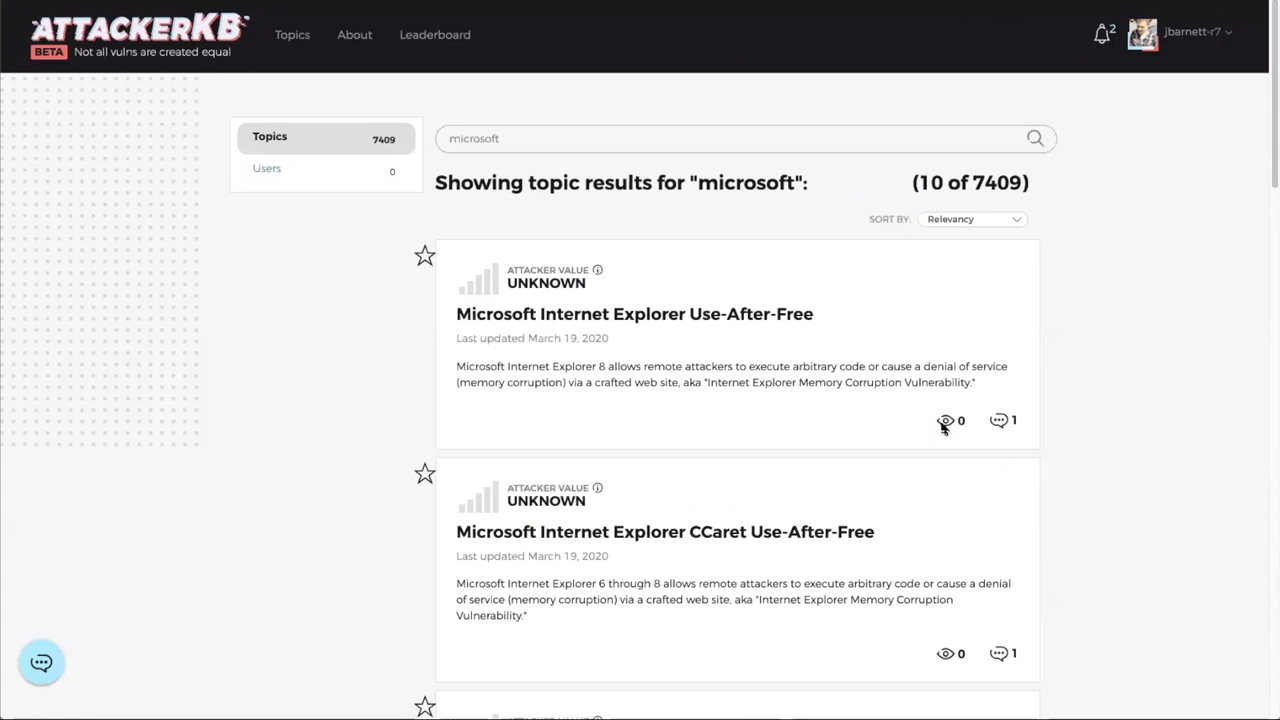 ATTACKERKB
BETA Not all vulns are created equal
Topics About Leaderboard
2 jbarnett-r7
Topics 7409
Users 0
microsoft
Showing topic results for "microsoft": (10 of 7409)
SORT BY: Relevancy
ATTACKER VALUE
UNKNOWN
Microsoft Internet Explorer Use-After-Free
Last updated March 19, 2020
Microsoft Internet Explorer 8 allows remote attackers to execute arbitrary code or cause a denial of service
(memory corruption) via a crafted web site, aka "Internet Explorer Memory Corruption Vulnerability."
0 1
ATTACKER VALUE
UNKNOWN
Microsoft Internet Explorer CCaret Use-After-Free
Last updated March 19, 2020
Microsoft Internet Explorer 6 through 8 allows remote attackers to execute arbitrary code or cause a denial
of service (memory corruption) via a crafted web site, aka "Internet Explorer Memory Corruption
Vulnerability."
0 1